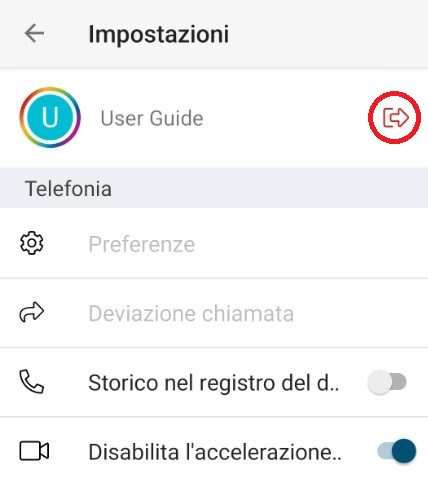 Impostazioni
U
User Guide
Telefonia
Preferenze
Deviazione chiamata
Storico nel registro del d..
Disabilita l'accelerazione..